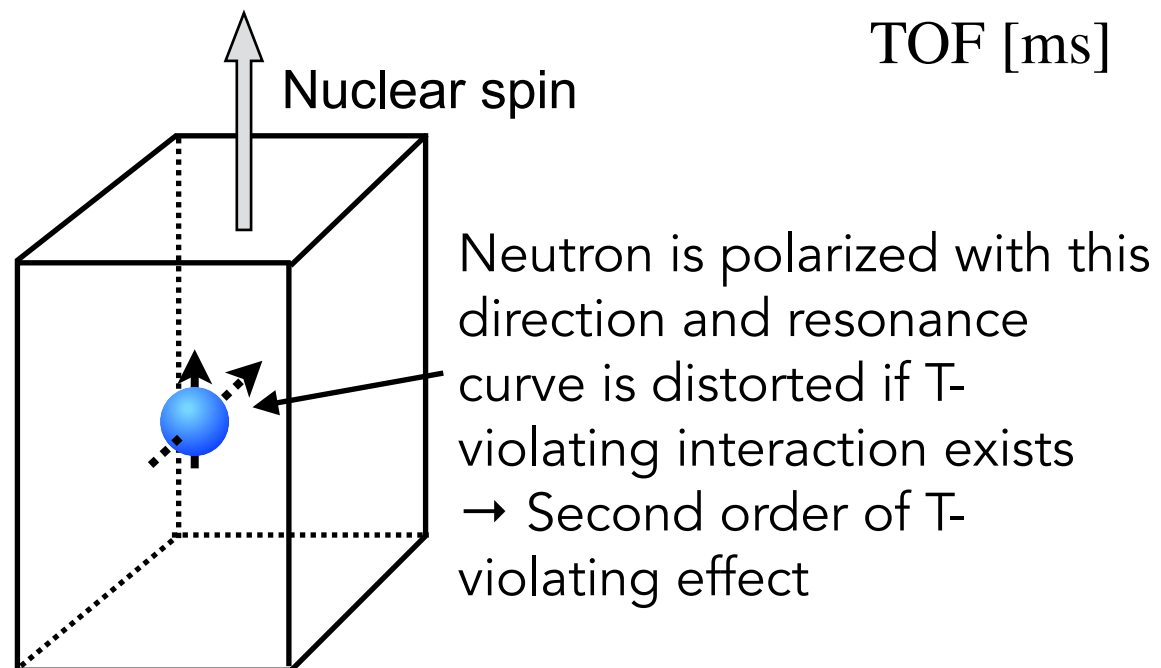 TOF [ms]
Nuclear spin
Neutron is polarized with this
direction and resonance
curve is distorted if T-
violating interaction exists
→ Second order of T-
violating effect